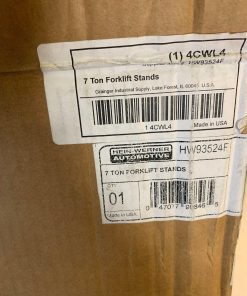 (1) 4CWL4
HW93524F
7 Ton Forklift Stands
Grainger Industrial Supply, Lake Forest, IL 60045 U.S.A.
1 4CWL4
Made in USA
HEIN-WERNER
AUTOMOTIVE
HW93524F
7 TON FORKLIFT STANDS
QTY
01
Made in USA